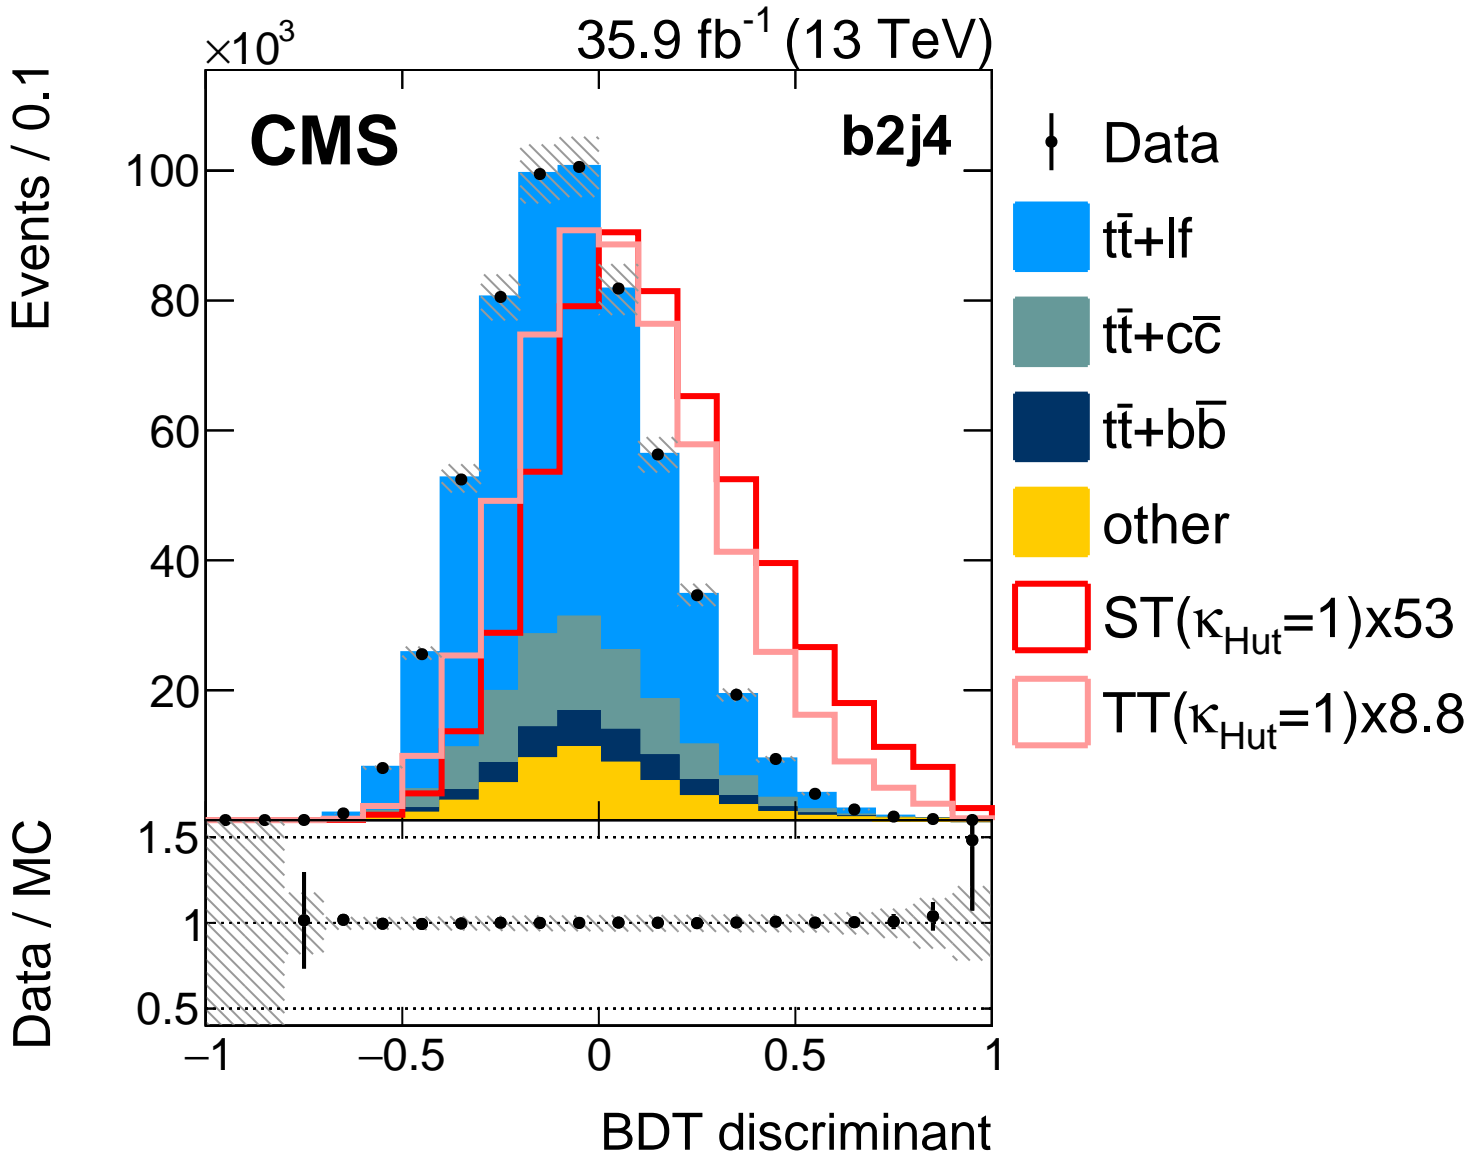 ×10³
35.9 fb⁻¹ (13 TeV)
Events / 0.1
CMS
b2j4
100
80
60
40
20
Data
tt̄+lf
tt̄+cc̄
tt̄+bb̄
other
ST(κ_Hut=1)x53
TT(κ_Hut=1)x8.8
Data / MC
1.5
1
0.5
−1
−0.5
0
0.5
1
BDT discriminant